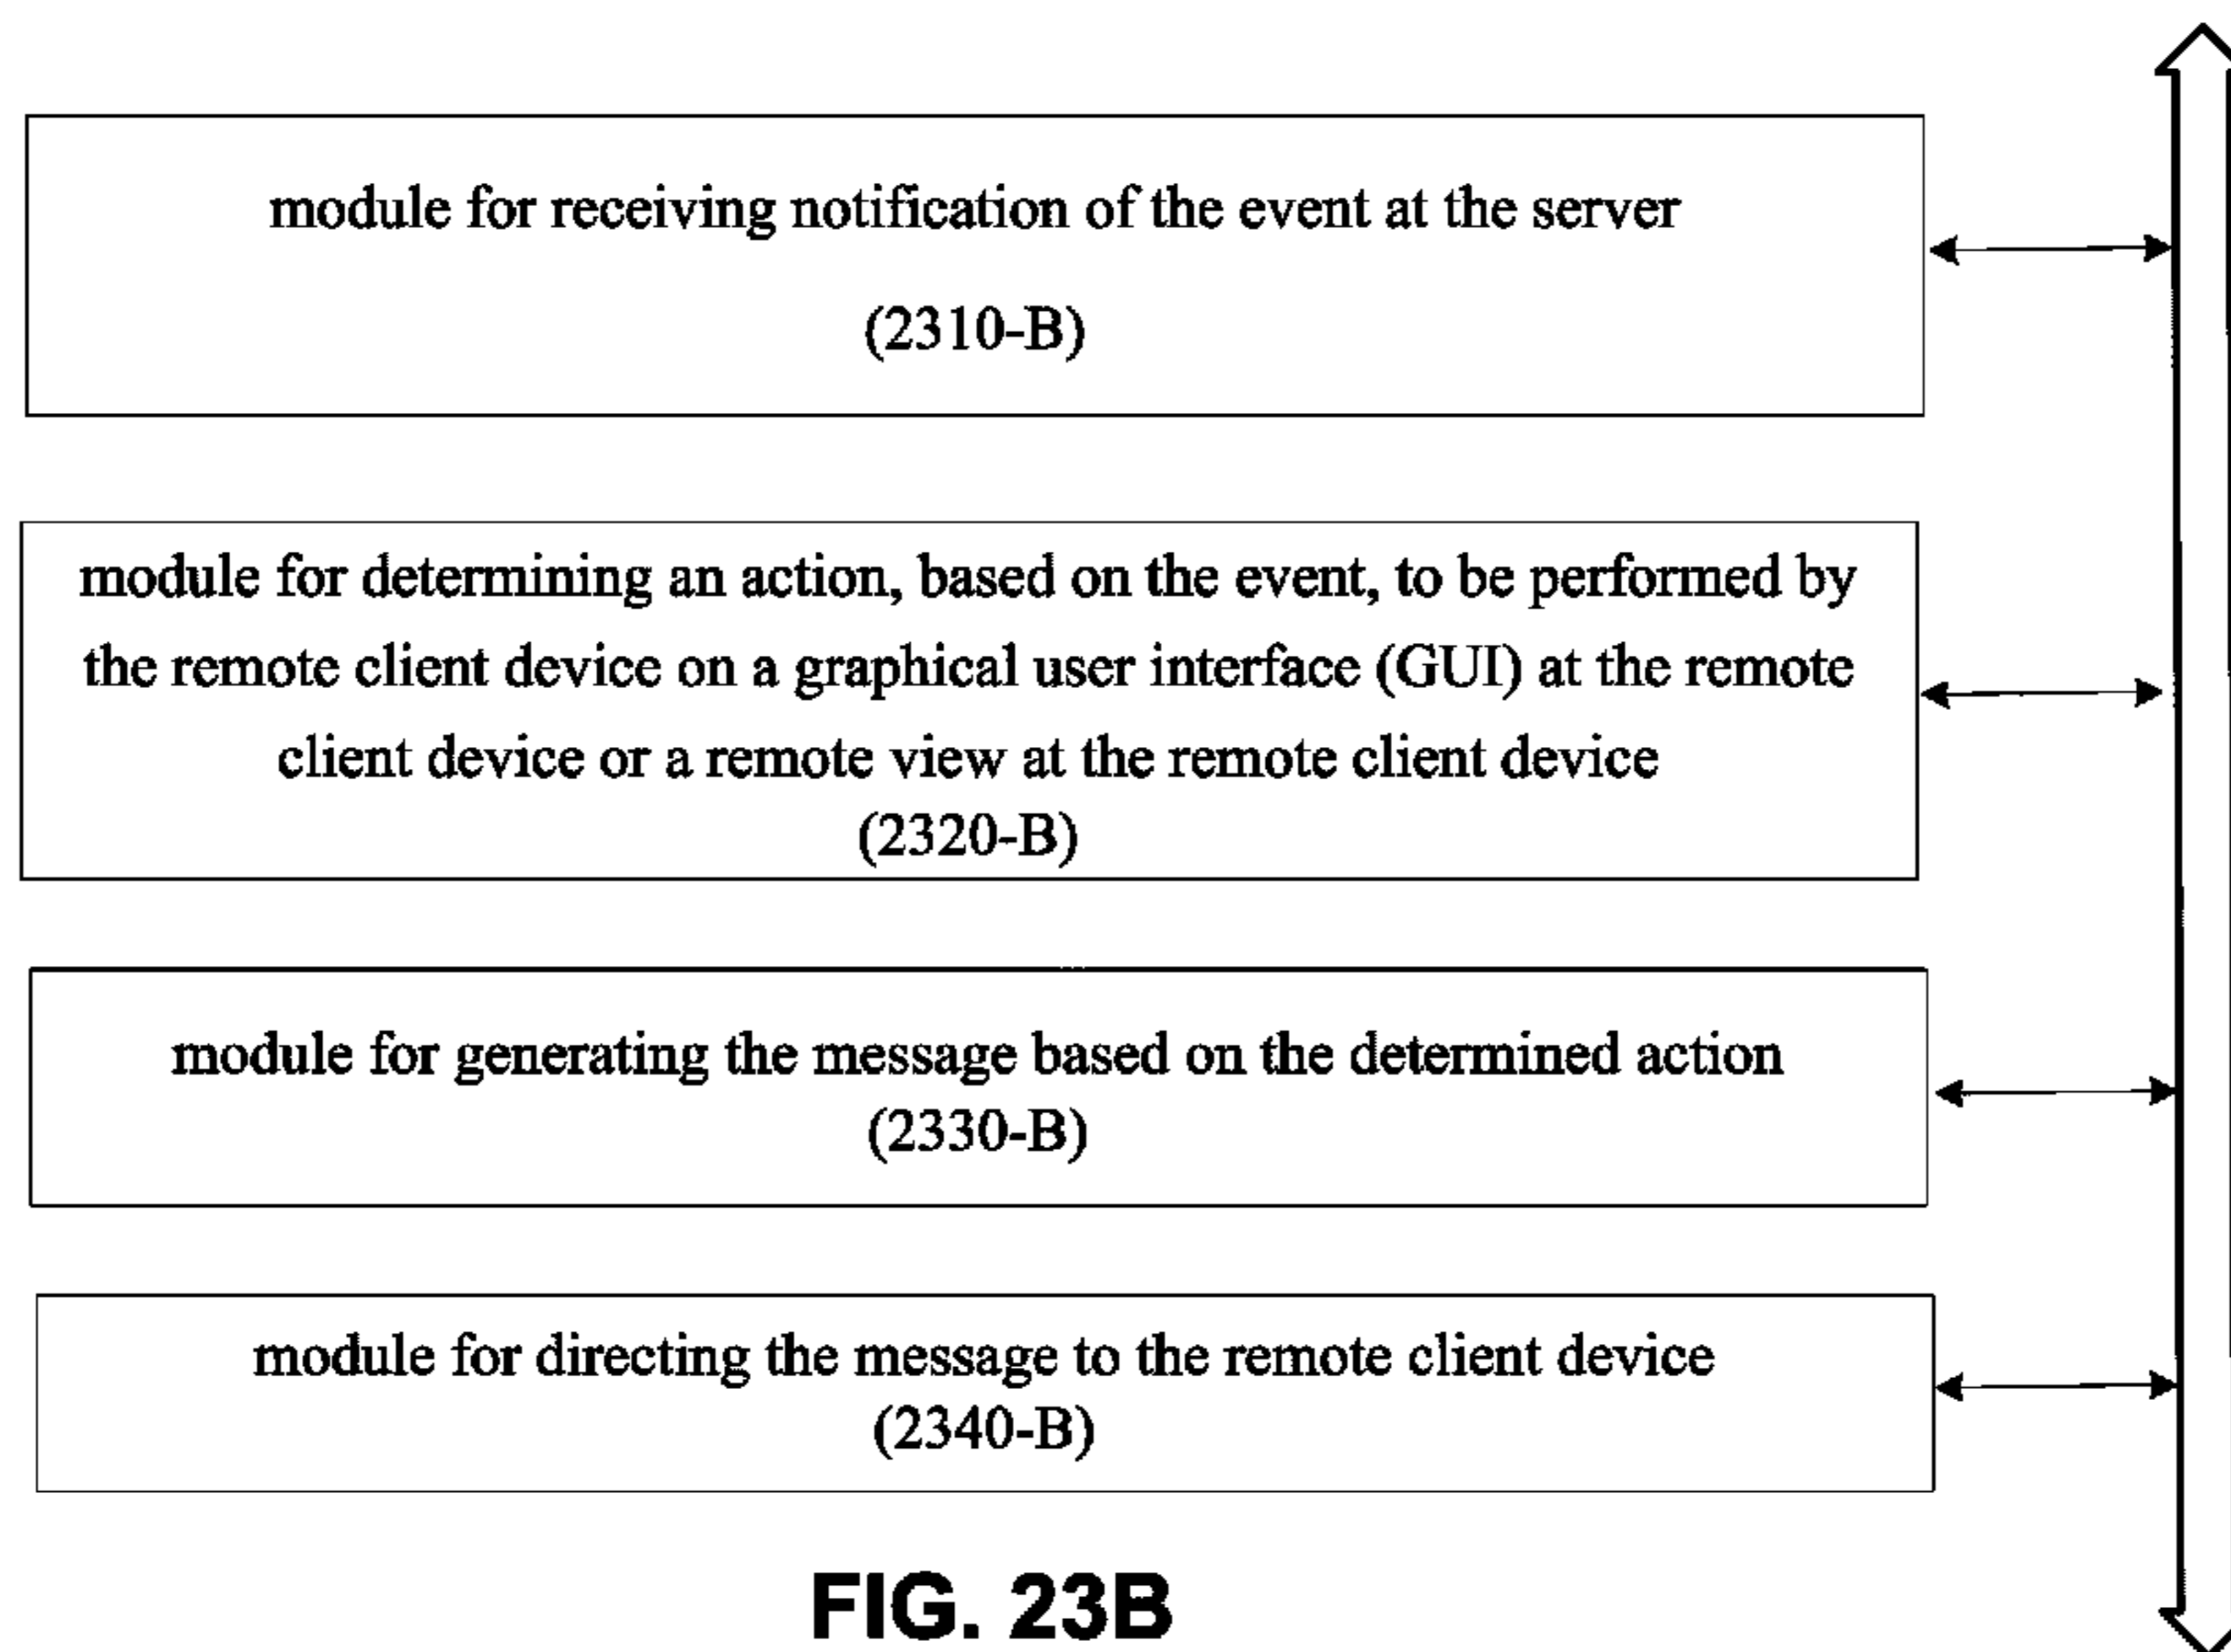 module for receiving notification of the event at the server
(2310-B)
module for determining an action, based on the event, to be performed by
the remote client device on a graphical user interface (GUI) at the remote
client device or a remote view at the remote client device
(2320-B)
module for generating the message based on the determined action
(2330-B)
module for directing the message to the remote client device
(2340-B)
FIG. 23B